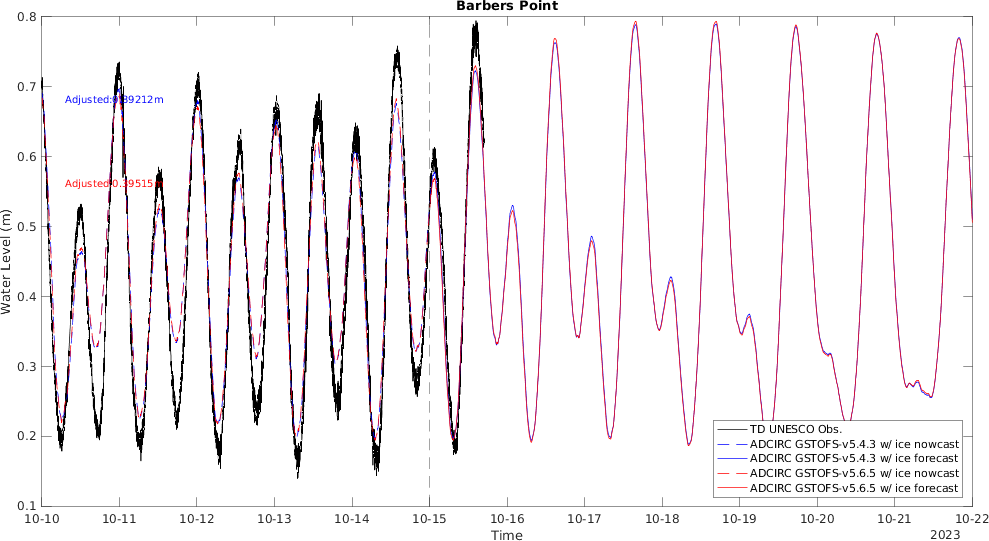 Barbers Point
0.8
0.7
0.6
0.5
0.4
0.3
0.2
0.1
Water Level (m)
Adjusted:0.39212m
Adjusted:0.39515m
TD UNESCO Obs.
ADCIRC GSTOFS-v5.4.3 w/ ice nowcast
ADCIRC GSTOFS-v5.4.3 w/ ice forecast
ADCIRC GSTOFS-v5.6.5 w/ ice nowcast
ADCIRC GSTOFS-v5.6.5 w/ ice forecast
10-10 10-11 10-12 10-13 10-14 10-15 10-16 10-17 10-18 10-19 10-20 10-21 10-22
Time
2023